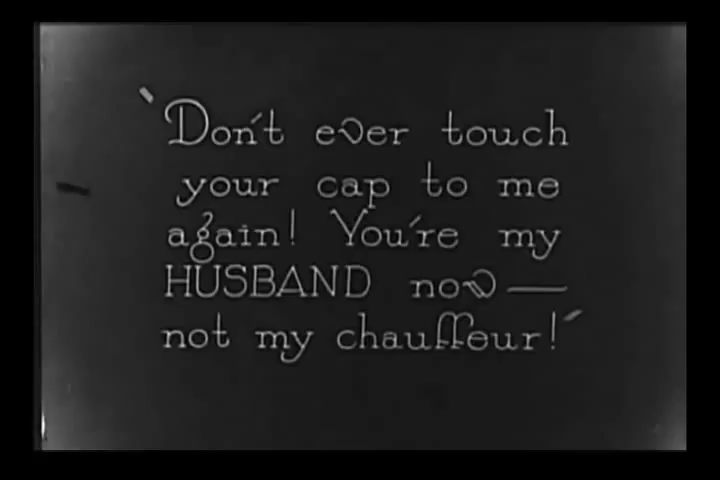 'Don't ever touch
your cap to me
again! You're my
HUSBAND now—
not my chauffeur!'